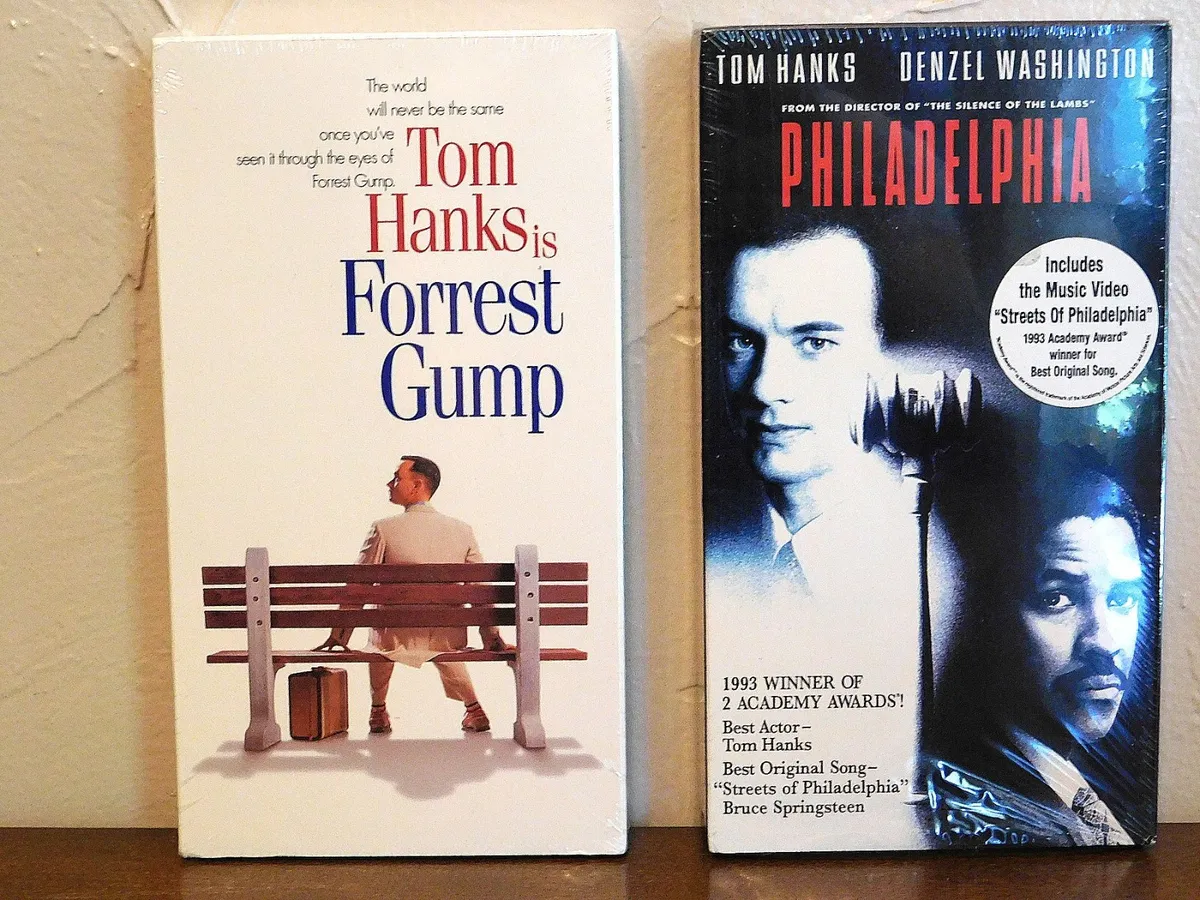 The world
will never be the same
once you've
seen it through the eyes of
Forrest Gump.
Tom
Hanks is
Forrest
Gump
TOM HANKS DENZEL WASHINGTON
FROM THE DIRECTOR OF "THE SILENCE OF THE LAMBS"
PHILADELPHIA
Includes
the Music Video
"Streets Of Philadelphia"
1993 Academy Award®
winner for
Best Original Song.
1993 WINNER OF
2 ACADEMY AWARDS®!
Best Actor–
Tom Hanks
Best Original Song–
"Streets of Philadelphia"
Bruce Springsteen